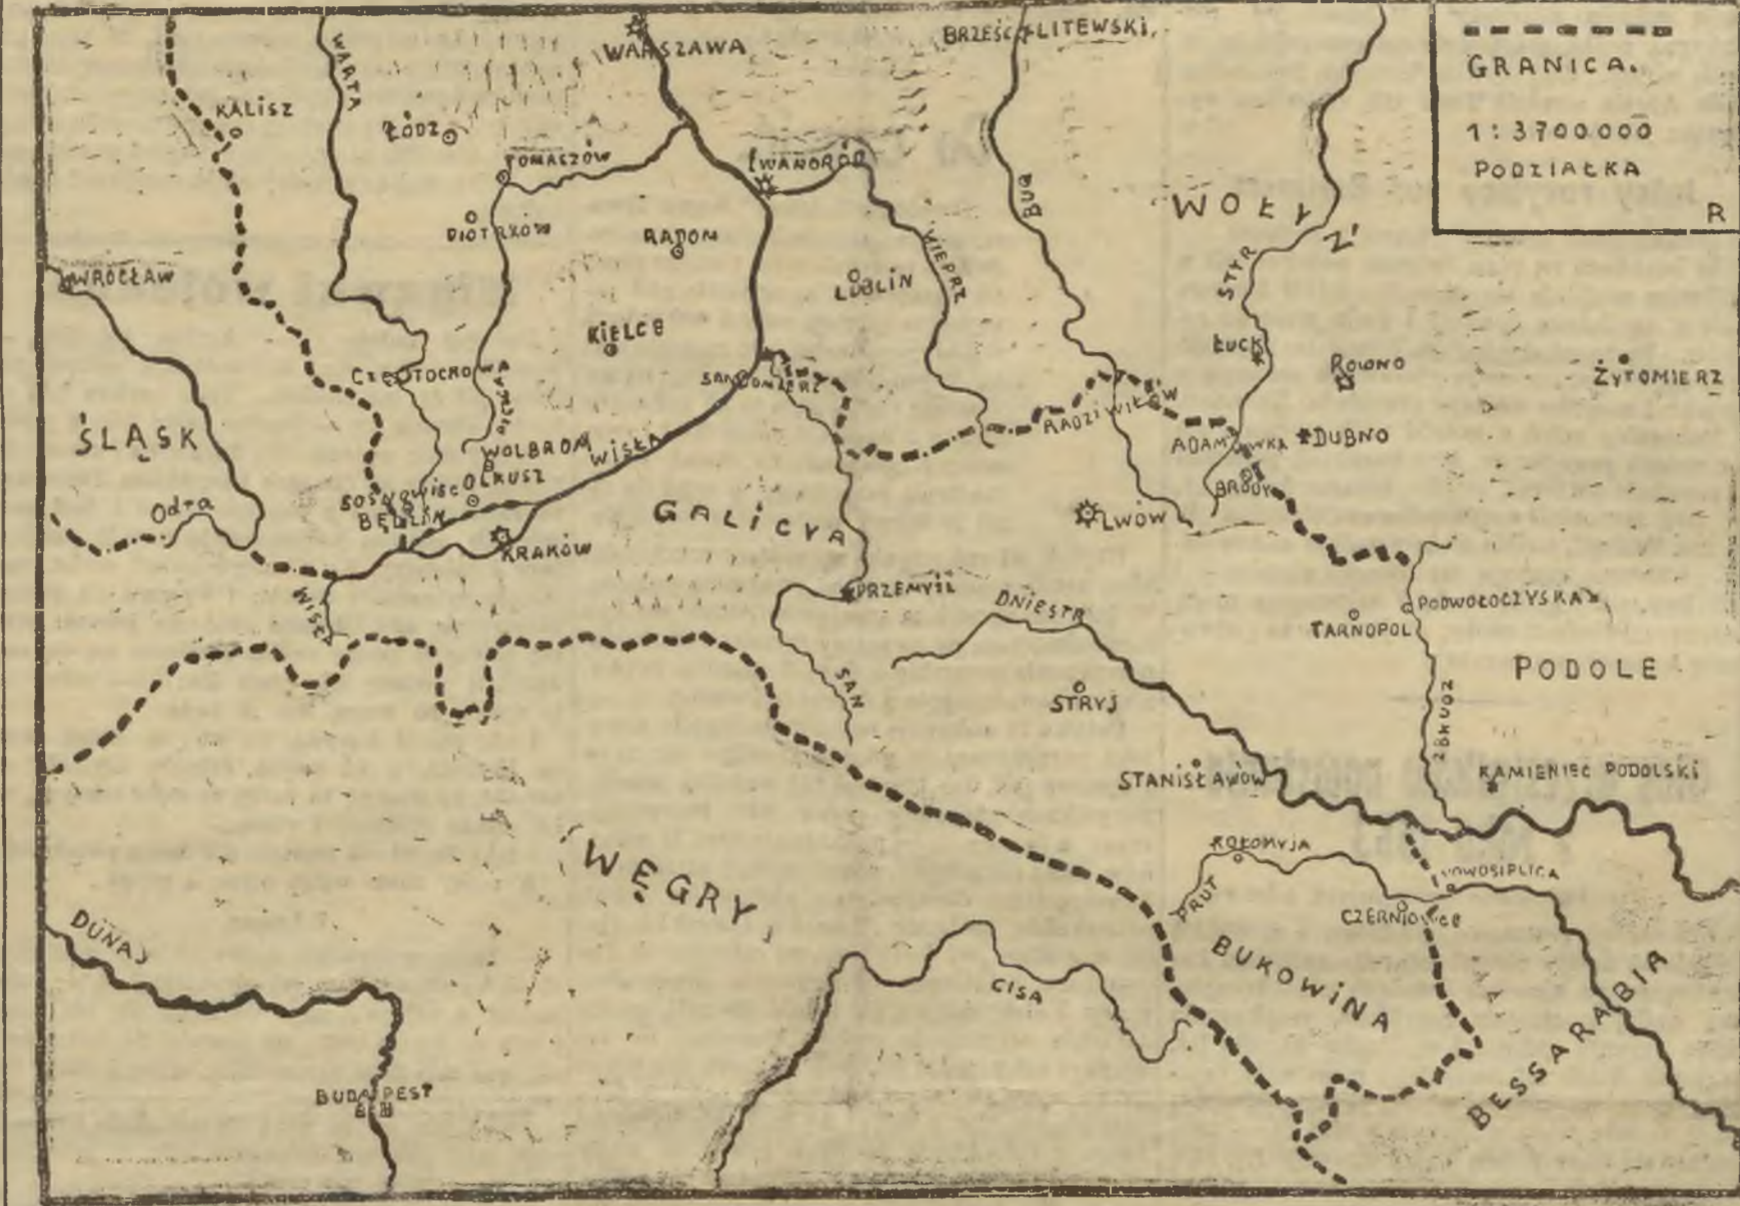 GRANICA.
1:3700000
PODZIAŁKA
R
WARTA
WARSZAWA
BRZEŚĆ LITEWSKI
KALISZ
ŁÓDZ
TOMASZÓW
IWANGRÓD
BUG
WOŁYŃ
PIOTRKÓW
RADOM
WIEPRZ
STYR
WROCŁAW
LUBLIN
KIELCE
ŁUCK
ROWNO
ŻYTOMIERZ
CZĘSTOCHOWA
SANDOMIERZ
RADZIWIŁÓW
ŚLĄSK
WOLBROM
WISŁA
ADAMÓWKA
DUBNO
SOSNOWIEC
OLKUSZ
BRODY
Odra
BĘDZIN
GALICYA
LWÓW
KRAKÓW
PRZEMYŚL
DNIESTR
PODWOŁOCZYSKA
TARNOPOL
WISŁA
SAN
STRYJ
PODOLE
ZBRUCZ
STANISŁAWÓW
KAMIENIEC PODOLSKI
KOŁOMYJA
NOWOSIELICA
WĘGRY
PRUT
CZERNIOWCE
DUNAJ
BUKOWINA
CISA
BESSARABIA
BUDAPEST